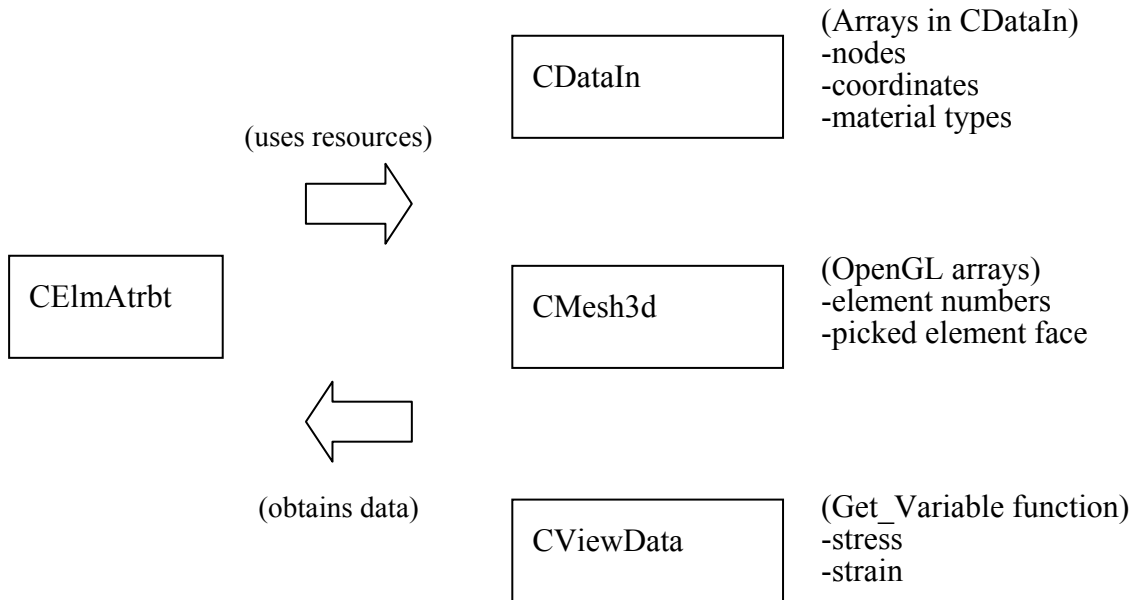 (Arrays in CDataIn)
-nodes
-coordinates
-material types
CDataIn
(uses resources)
CElmAtrbt
CMesh3d
(OpenGL arrays)
-element numbers
-picked element face
(obtains data)
CViewData
(Get_Variable function)
-stress
-strain